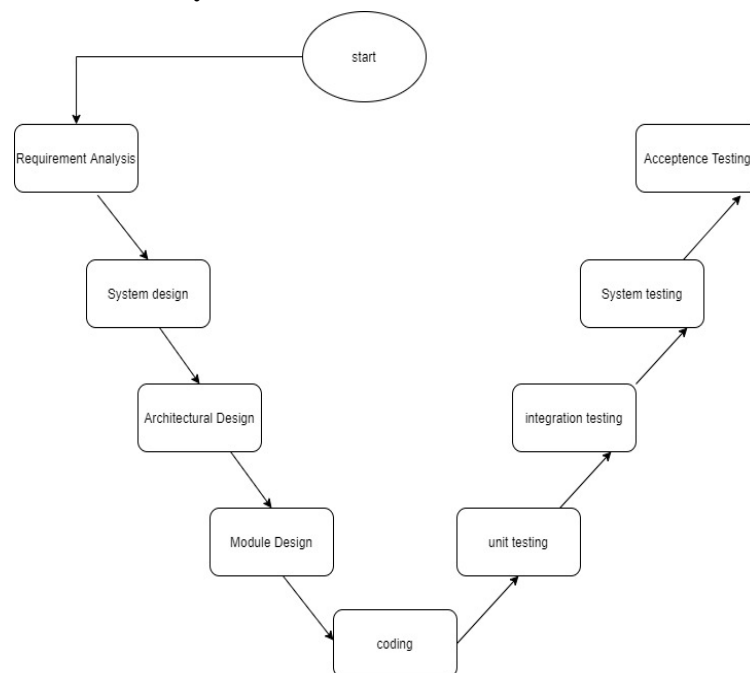 start
Requirement Analysis
Acceptence Testing
System design
System testing
Architectural Design
integration testing
Module Design
unit testing
coding